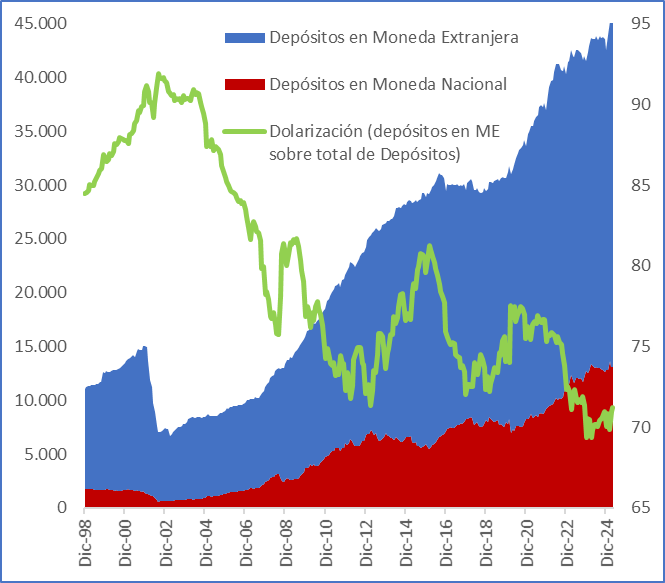 Depósitos en Moneda Extranjera
Depósitos en Moneda Nacional
Dolarización (depósitos en ME
sobre total de Depósitos)
45.000
40.000
35.000
30.000
25.000
20.000
15.000
10.000
5.000
0
95
90
85
80
75
70
65
Dic-98
Dic-00
Dic-02
Dic-04
Dic-06
Dic-08
Dic-10
Dic-12
Dic-14
Dic-16
Dic-18
Dic-20
Dic-22
Dic-24